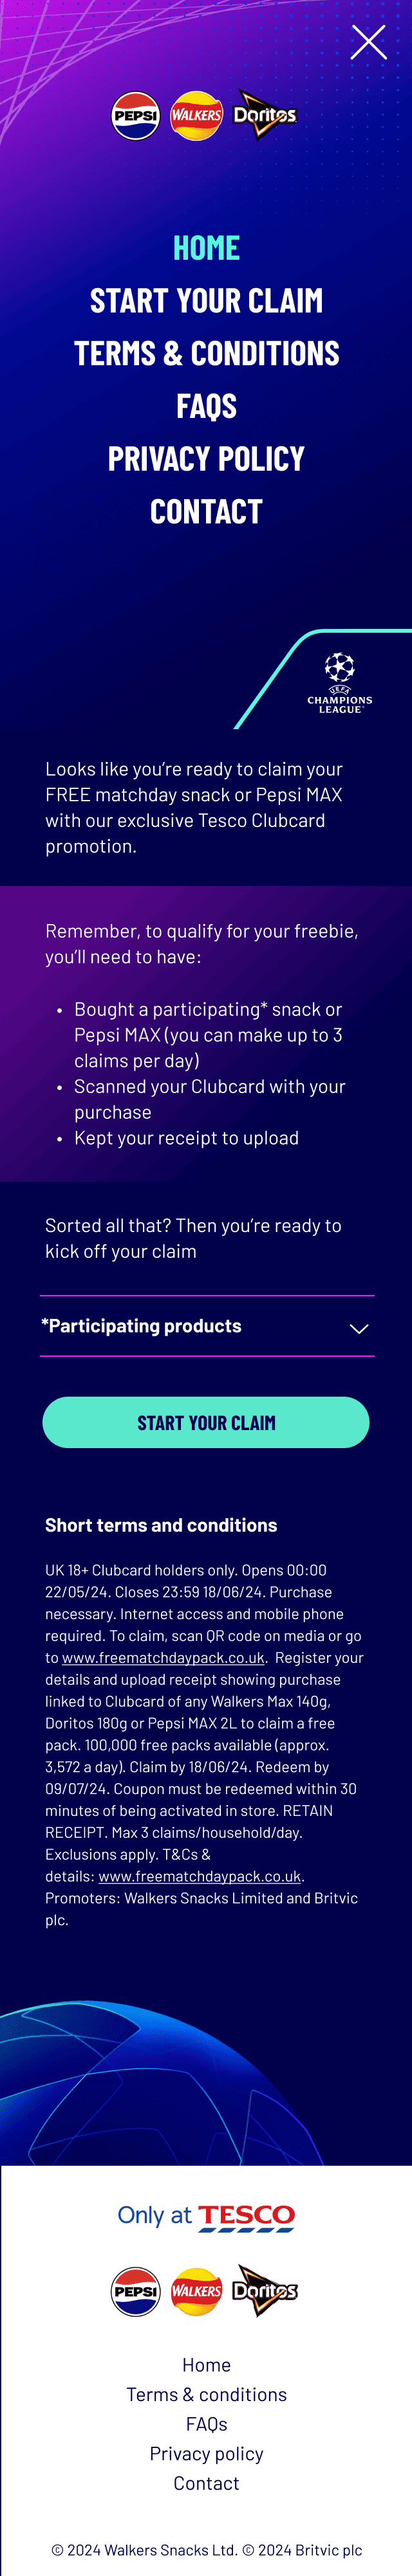 PEPSI WALKERS Doritos
HOME
START YOUR CLAIM
TERMS & CONDITIONS
FAQS
PRIVACY POLICY
CONTACT
UEFA
CHAMPIONS
LEAGUE
Looks like you’re ready to claim your
FREE matchday snack or Pepsi MAX
with our exclusive Tesco Clubcard
promotion.
Remember, to qualify for your freebie,
you’ll need to have:
• Bought a participating* snack or
Pepsi MAX (you can make up to 3
claims per day)
• Scanned your Clubcard with your
purchase
• Kept your receipt to upload
Sorted all that? Then you’re ready to
kick off your claim
*Participating products
START YOUR CLAIM
Short terms and conditions
UK 18+ Clubcard holders only. Opens 00:00
22/05/24. Closes 23:59 18/06/24. Purchase
necessary. Internet access and mobile phone
required. To claim, scan QR code on media or go
to www.freematchdaypack.co.uk. Register your
details and upload receipt showing purchase
linked to Clubcard of any Walkers Max 140g,
Doritos 180g or Pepsi MAX 2L to claim a free
pack. 100,000 free packs available (approx.
3,572 a day). Claim by 18/06/24. Redeem by
09/07/24. Coupon must be redeemed within 30
minutes of being activated in store. RETAIN
RECEIPT. Max 3 claims/household/day.
Exclusions apply. T&Cs &
details: www.freematchdaypack.co.uk.
Promoters: Walkers Snacks Limited and Britvic
plc.
Only at TESCO
PEPSI WALKERS Doritos
Home
Terms & conditions
FAQs
Privacy policy
Contact
© 2024 Walkers Snacks Ltd. © 2024 Britvic plc